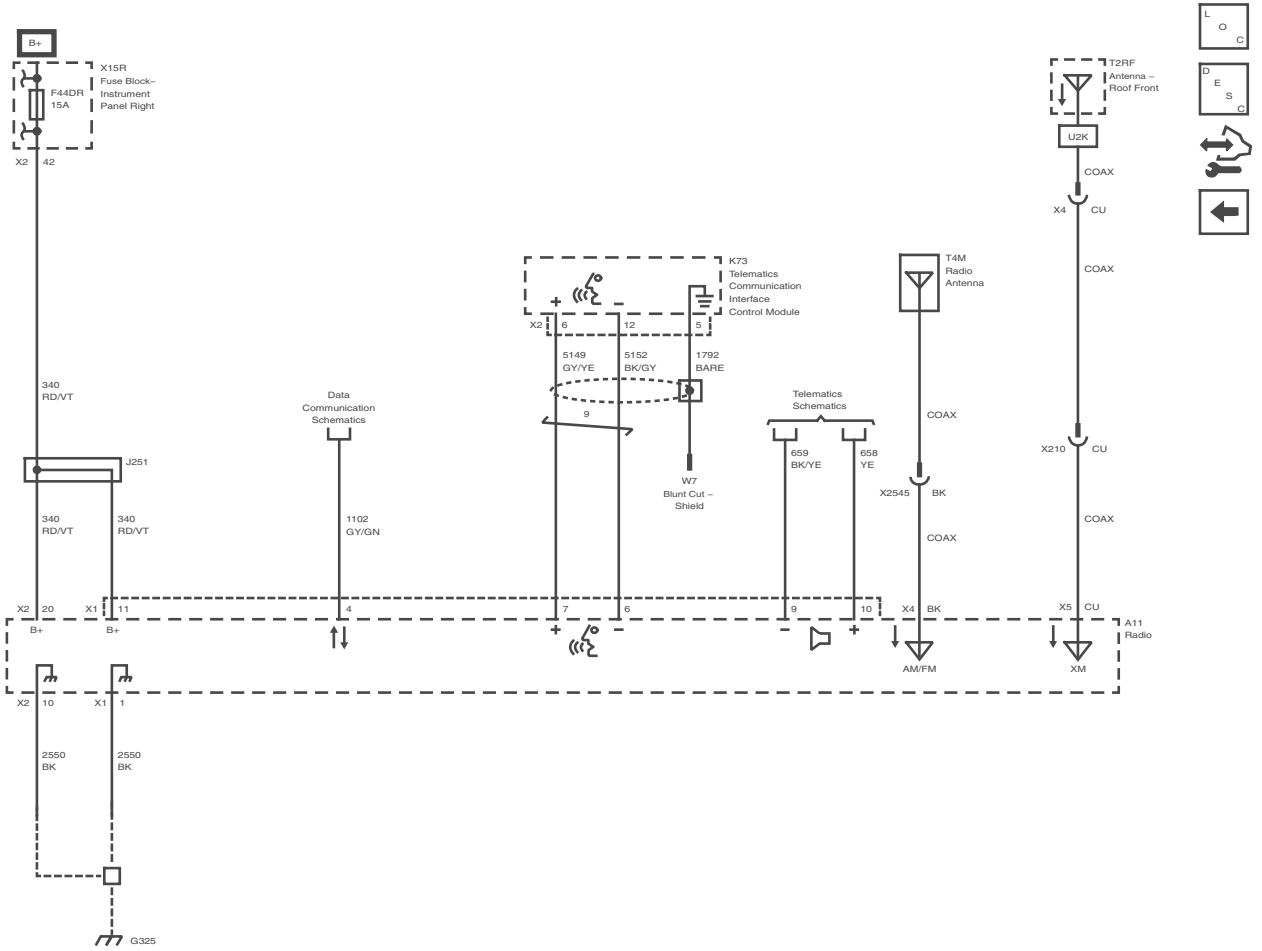 B+
X15R
Fuse Block–
Instrument
Panel Right
F44DR
15A
X2 42
L
O
C
D
E
S
C
T2RF
Antenna –
Roof Front
U2K
COAX
X4 CU
COAX
K73
Telematics
Communication
Interface
Control Module
+ –
X2 6 12 5
5149
GY/YE
5152
BK/GY
1792
BARE
9
W7
Blunt Cut –
Shield
T4M
Radio
Antenna
COAX
X2545 BK
COAX
X210 CU
COAX
340
RD/VT
J251
340
RD/VT
340
RD/VT
Data
Communication
Schematics
1102
GY/GN
Telematics
Schematics
659
BK/YE
658
YE
X2 20 X1 11 4 7 6 9 10 X4 BK X5 CU
B+ B+ + – – +
AM/FM XM
A11
Radio
X2 10 X1 1
2550
BK
2550
BK
G325